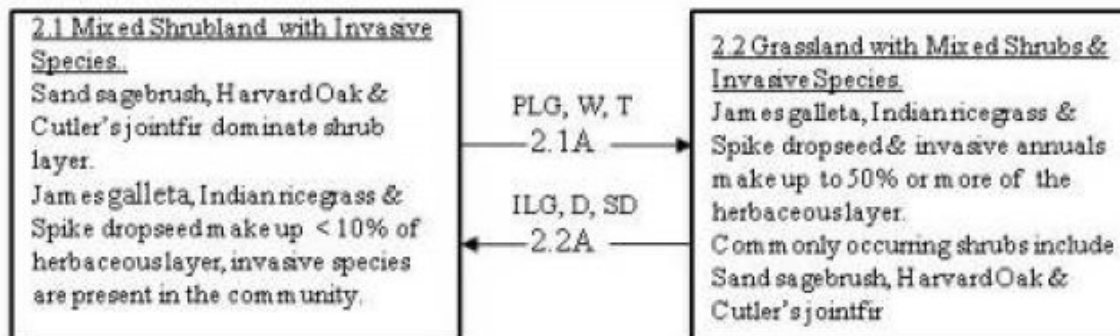 2.1 Mixed Shrubland with Invasive
Species..
Sand sagebrush, Harvard Oak &
Cutler's jointfir dominate shrub
layer.
James galleta, Indian ricegrass &
Spike dropseed make up < 10% of
herbaceous layer, invasive species
are present in the community.
PLG, W, T
2.1A
ILG, D, SD
2.2A
2.2 Grassland with Mixed Shrubs &
Invasive Species.
James galleta, Indian ricegrass &
Spike dropseed & invasive annuals
make up to 50% or more of the
herbaceous layer.
Commonly occurring shrubs include
Sand sagebrush, Harvard Oak &
Cutler's jointfir